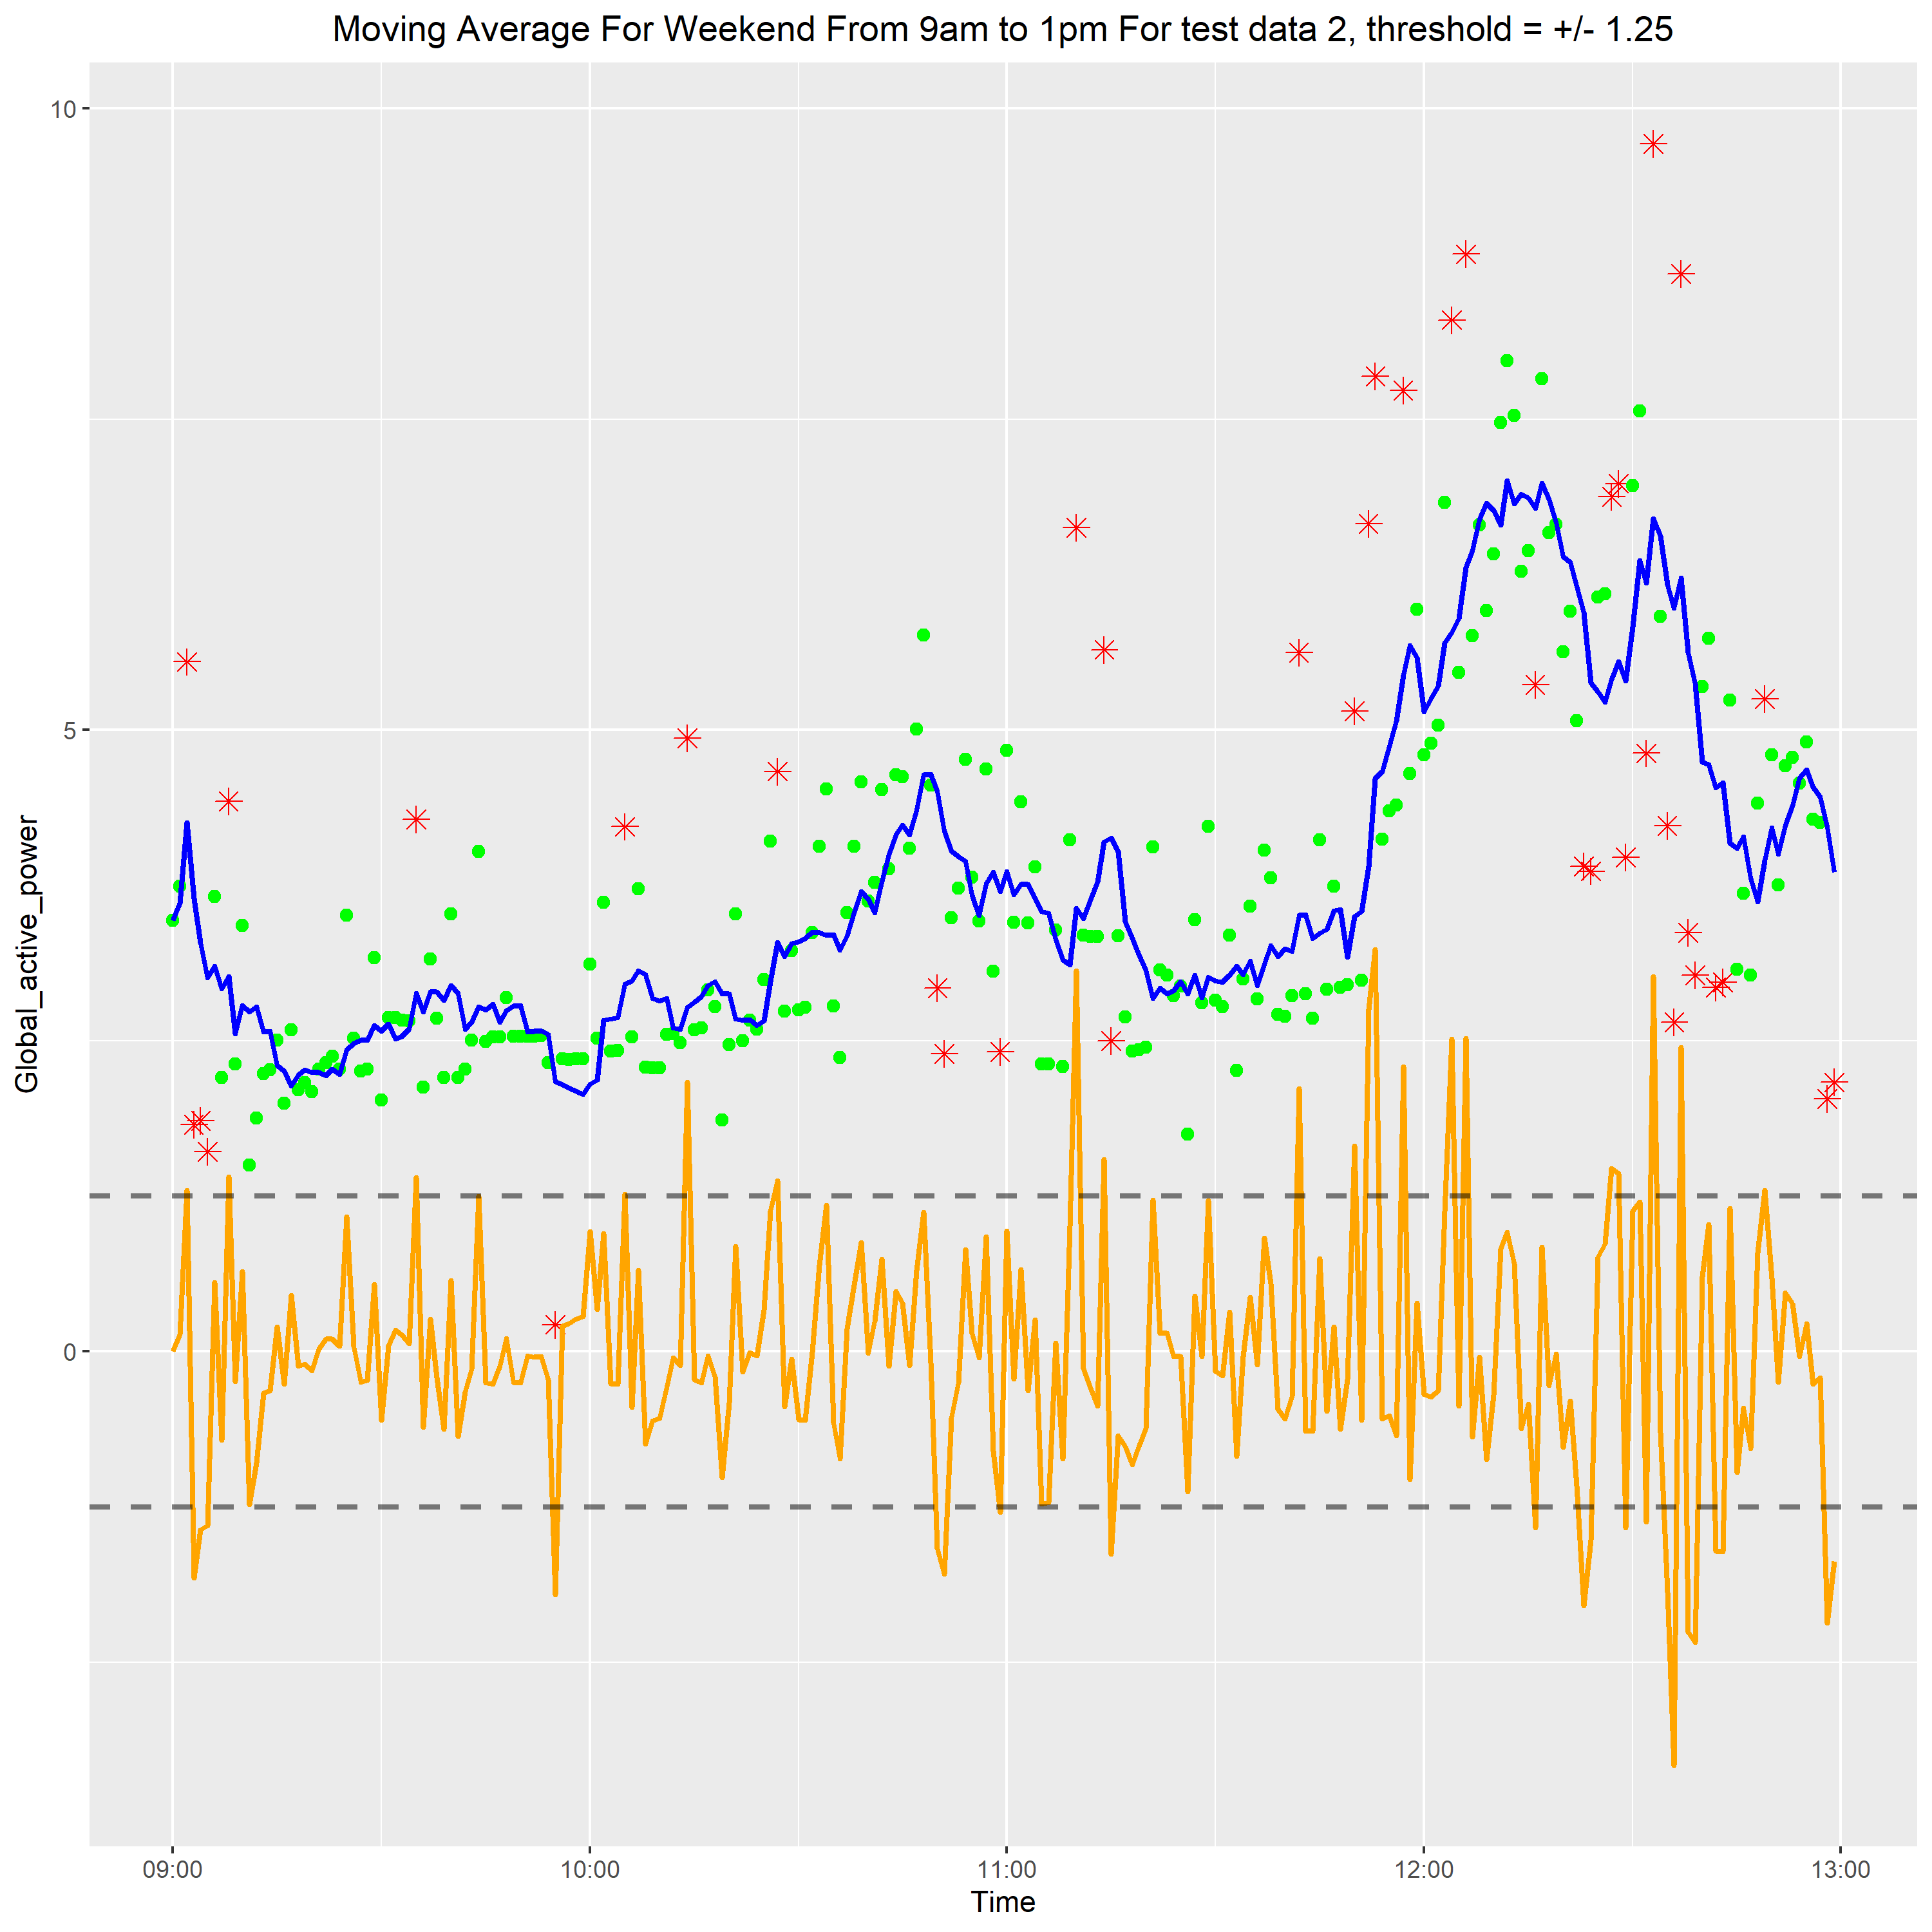 Moving Average For Weekend From 9am to 1pm For test data 2, threshold = +/- 1.25
Global_active_power
10
5
0
09:00 10:00 11:00 12:00 13:00
Time